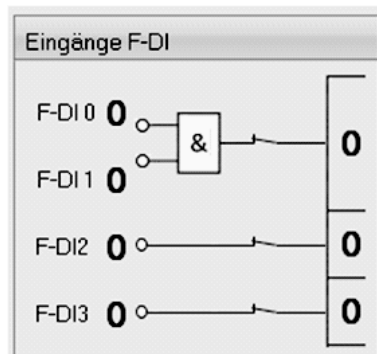 Eingänge F-DI
F-DI 0 0
& 0
F-DI 1 0
F-DI2 0 0
F-DI3 0 0